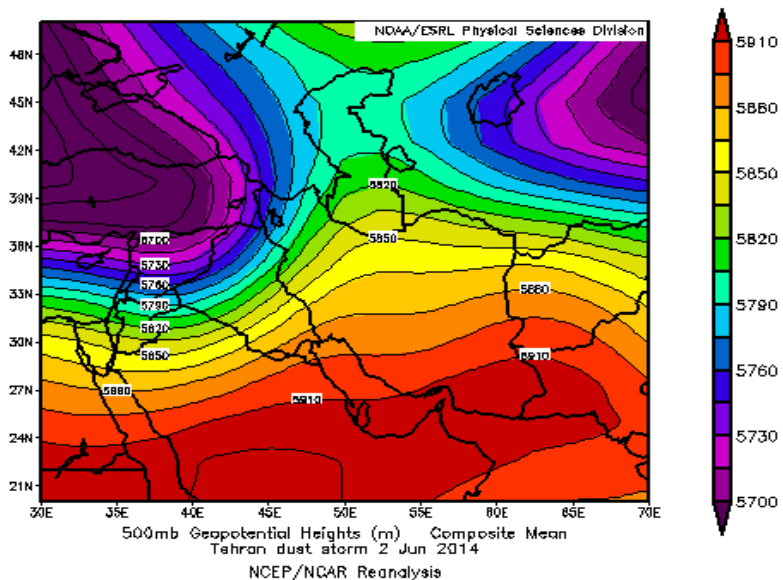 NOAA/ESRL Physical Sciences Division
48N
45N
42N
39N
36N
33N
30N
27N
24N
21N
5820
5700
5850
5730
5760
5880
5790
5820
5850
5910
5880
5910
30E
35E
40E
45E
50E
55E
60E
65E
70E
5910
5880
5850
5820
5790
5760
5730
5700
500mb Geopotential Heights (m) Composite Mean
Tehran dust storm 2 Jun 2014
NCEP/NCAR Reanalysis